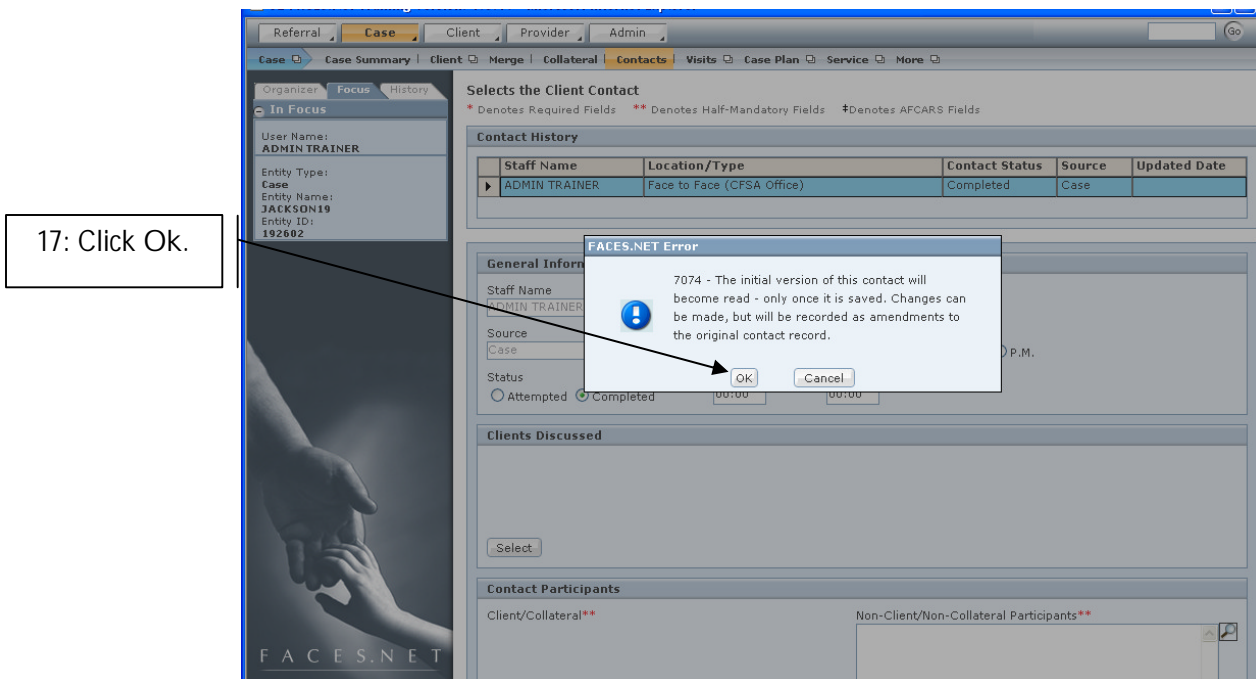 Referral Case Client Provider Admin Go
Case Case Summary | Client Merge | Collateral | Contacts | Visits Case Plan Service More
Organizer Focus History
In Focus
User Name:
ADMIN TRAINER
Entity Type:
Case
Entity Name:
JACKSON19
Entity ID:
192602
17: Click Ok.
Selects the Client Contact
* Denotes Required Fields ** Denotes Half-Mandatory Fields ‡Denotes AFCARS Fields
Contact History
Staff Name Location/Type Contact Status Source Updated Date
ADMIN TRAINER Face to Face (CFSA Office) Completed Case
FACES.NET Error
7074 - The initial version of this contact will
become read - only once it is saved. Changes can
be made, but will be recorded as amendments to
the original contact record.
OK Cancel
General Inform
Staff Name
ADMIN TRAINER
Source
Case
P.M.
Status
Attempted Completed 00:00 00:00
Clients Discussed
Select
Contact Participants
Client/Collateral** Non-Client/Non-Collateral Participants**
FACES.NET